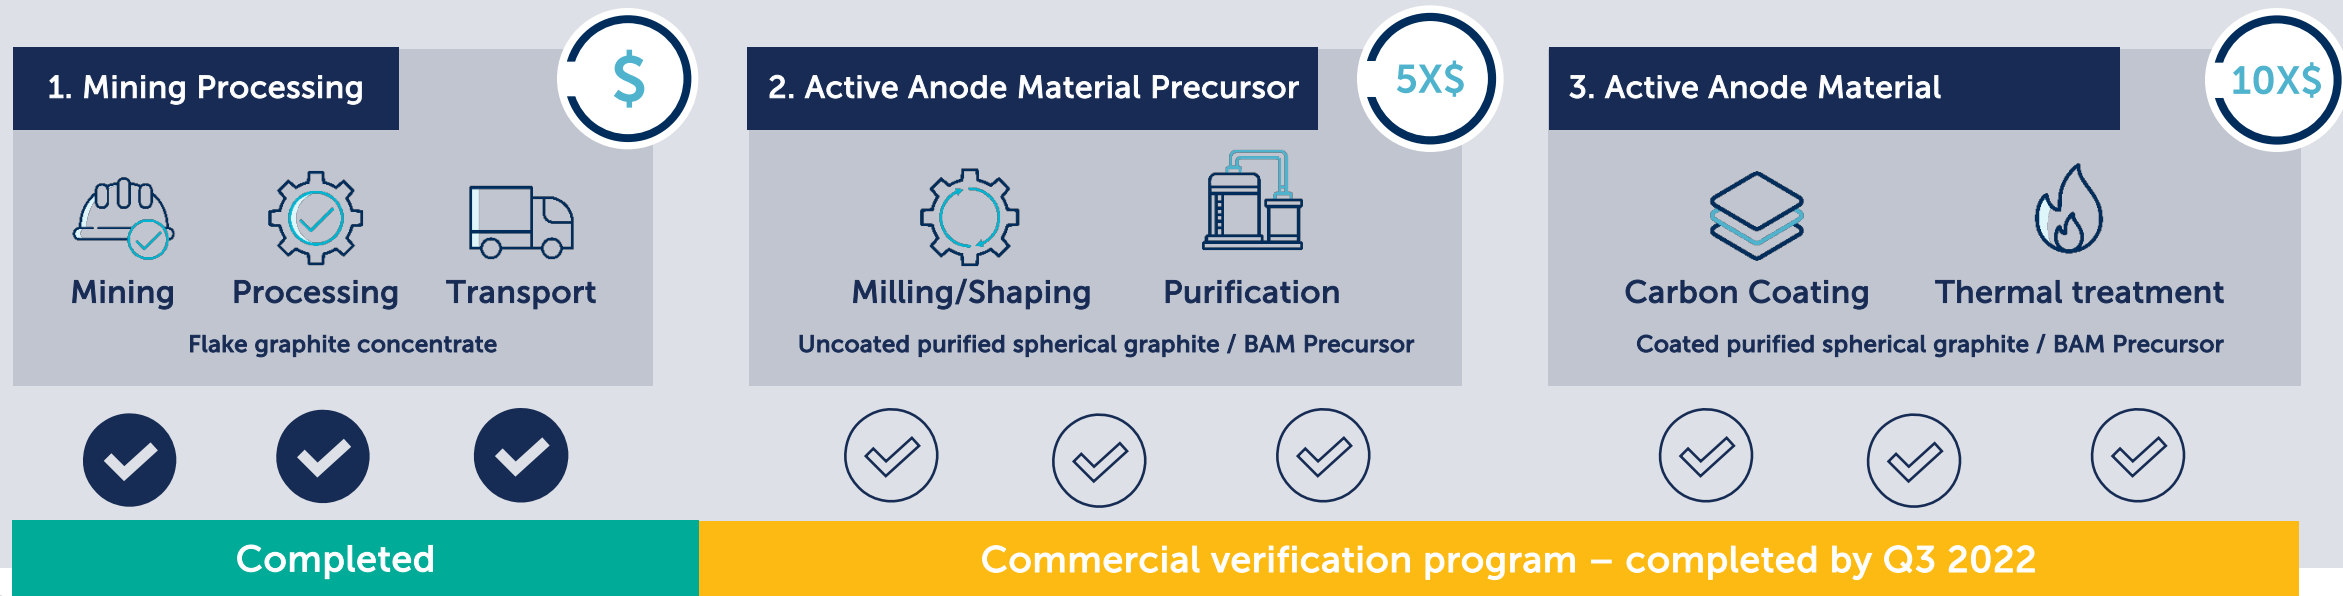 1. Mining Processing
$
Mining
Processing
Transport
Flake graphite concentrate
2. Active Anode Material Precursor
5X$
Milling/Shaping
Purification
Uncoated purified spherical graphite / BAM Precursor
3. Active Anode Material
10X$
Carbon Coating
Thermal treatment
Coated purified spherical graphite / BAM Precursor
Completed
Commercial verification program – completed by Q3 2022